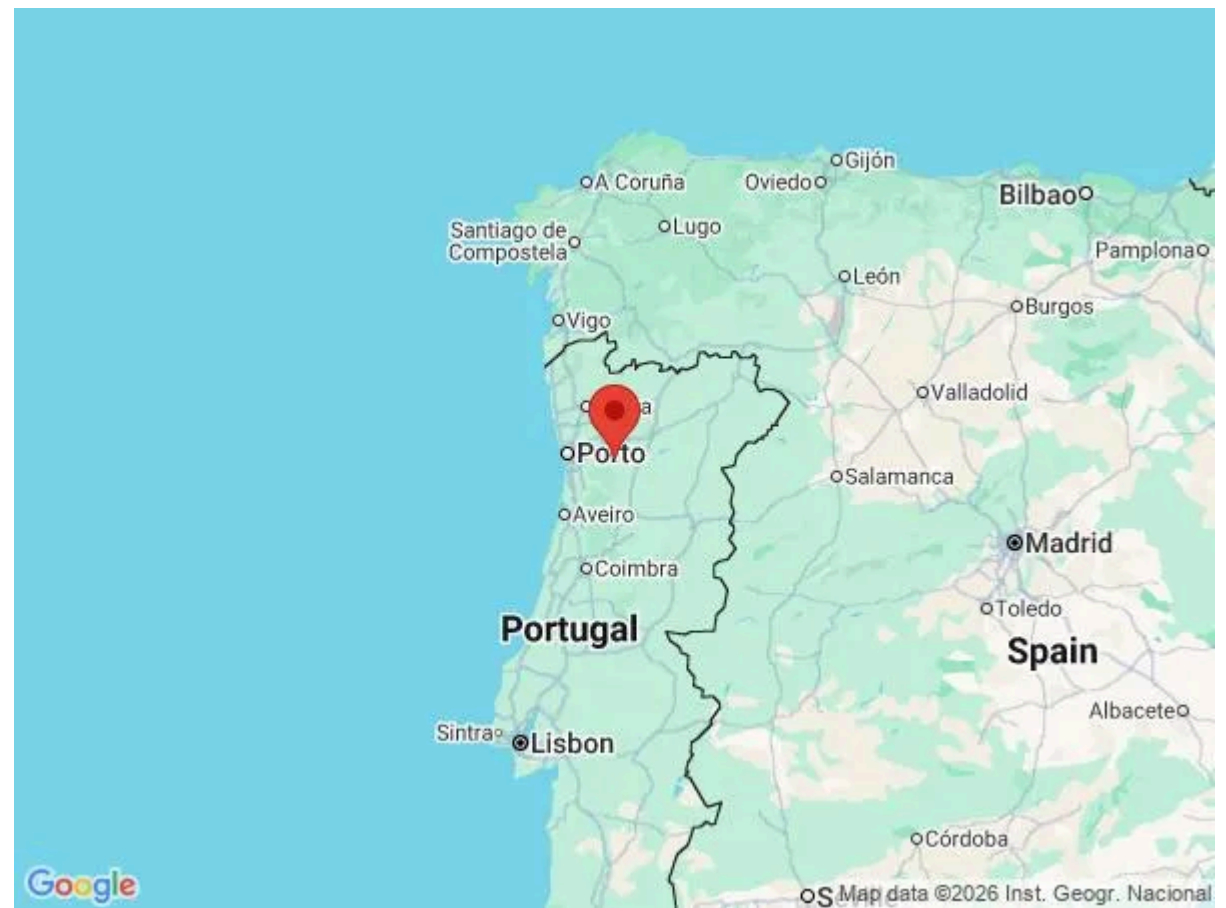 Gijón
A Coruña
Oviedo
Bilbao
Santiago de
Compostela
Lugo
Pamplona
León
Burgos
Vigo
Valladolid
Porto
Salamanca
Aveiro
Madrid
Coimbra
Toledo
Portugal
Spain
Albacete
Sintra
Lisbon
Córdoba
Google
Map data ©2026 Inst. Geogr. Nacional